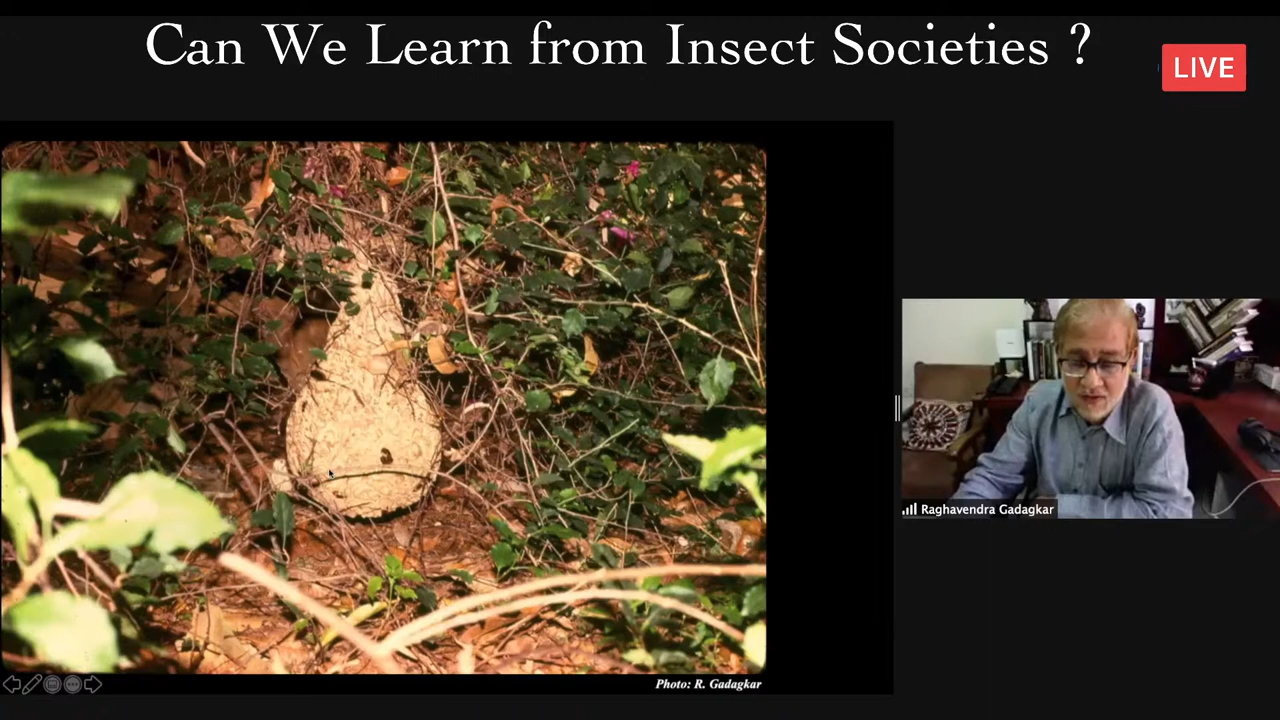 Can We Learn from Insect Societies ?
LIVE
Raghavendra Gadagkar
Photo: R. Gadagkar